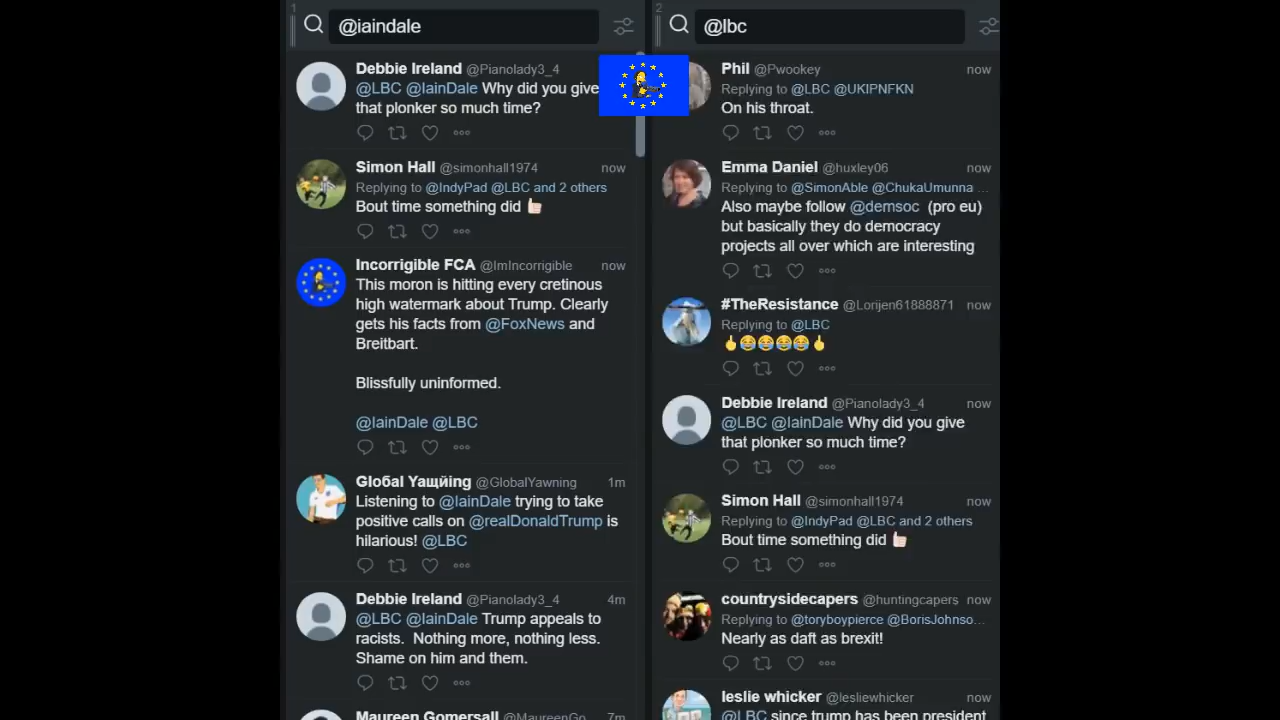 1
@iaindale
Debbie Ireland @Pianolady3_4
@LBC @IainDale Why did you give
that plonker so much time?
Simon Hall @simonhall1974 now
Replying to @IndyPad @LBC and 2 others
Bout time something did 👍🏻
Incorrigible FCA @ImIncorrigible now
This moron is hitting every cretinous
high watermark about Trump. Clearly
gets his facts from @FoxNews and
Breitbart.
Blissfully uninformed.
@IainDale @LBC
Gloбal Yaщйing @GlobalYawning 1m
Listening to @IainDale trying to take
positive calls on @realDonaldTrump is
hilarious! @LBC
Debbie Ireland @Pianolady3_4 4m
@LBC @IainDale Trump appeals to
racists. Nothing more, nothing less.
Shame on him and them.
Maureen Gomersall @MaureenGo 7m
2
@lbc
Phil @Pwookey now
Replying to @LBC @UKIPNFKN
On his throat.
Emma Daniel @huxley06 now
Replying to @SimonAble @ChukaUmunna ...
Also maybe follow @demsoc (pro eu)
but basically they do democracy
projects all over which are interesting
#TheResistance @Lorijen61888871 now
Replying to @LBC
🖕😂😂😂😂🖕
Debbie Ireland @Pianolady3_4 now
@LBC @IainDale Why did you give
that plonker so much time?
Simon Hall @simonhall1974 now
Replying to @IndyPad @LBC and 2 others
Bout time something did 👍🏻
countrysidecapers @huntingcapers now
Replying to @toryboypierce @BorisJohnso...
Nearly as daft as brexit!
leslie whicker @lesliewhicker now
@LBC since trump has been president